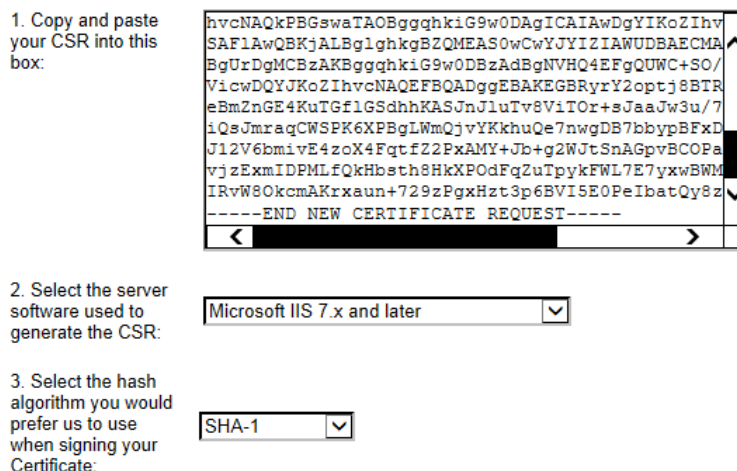 1. Copy and paste
your CSR into this
box:
hvcNAQkPBGswaTAOBggqhkiG9w0DAgICAIAwDgYIKoZIhv
SAFlAwQBKjALBglghkgBZQMEAS0wCwYJYIZIAWUDBAECMA
BgUrDgMCBzAKBggqhkiG9w0DBzAdBgNVHQ4EFgQUWC+SO/
VicwDQYJKoZIhvcNAQEFBQADggEBAKEGBRyrY2optj8BTR
eBmZnGE4KuTGflGSdhhKASJnJluTv8ViTOr+sJaaJw3u/7
iQsJmraqCWSPK6XPBgLWmQjvYKkhuQe7nwgDB7bbypBFxD
J12V6bmivE4zoX4FqtfZ2PxAMY+Jb+g2WJtSnAGpvBCOPa
vjzExmIDPMLfQkHbsth8HkXPOdFqZuTpykFWL7E7yxwBWM
IRvW8OkcmAKrxaun+729zPgxHzt3p6BVI5E0PeIbatQy8z
-----END NEW CERTIFICATE REQUEST-----
2. Select the server
software used to
generate the CSR:
Microsoft IIS 7.x and later
3. Select the hash
algorithm you would
prefer us to use
when signing your
Certificate:
SHA-1